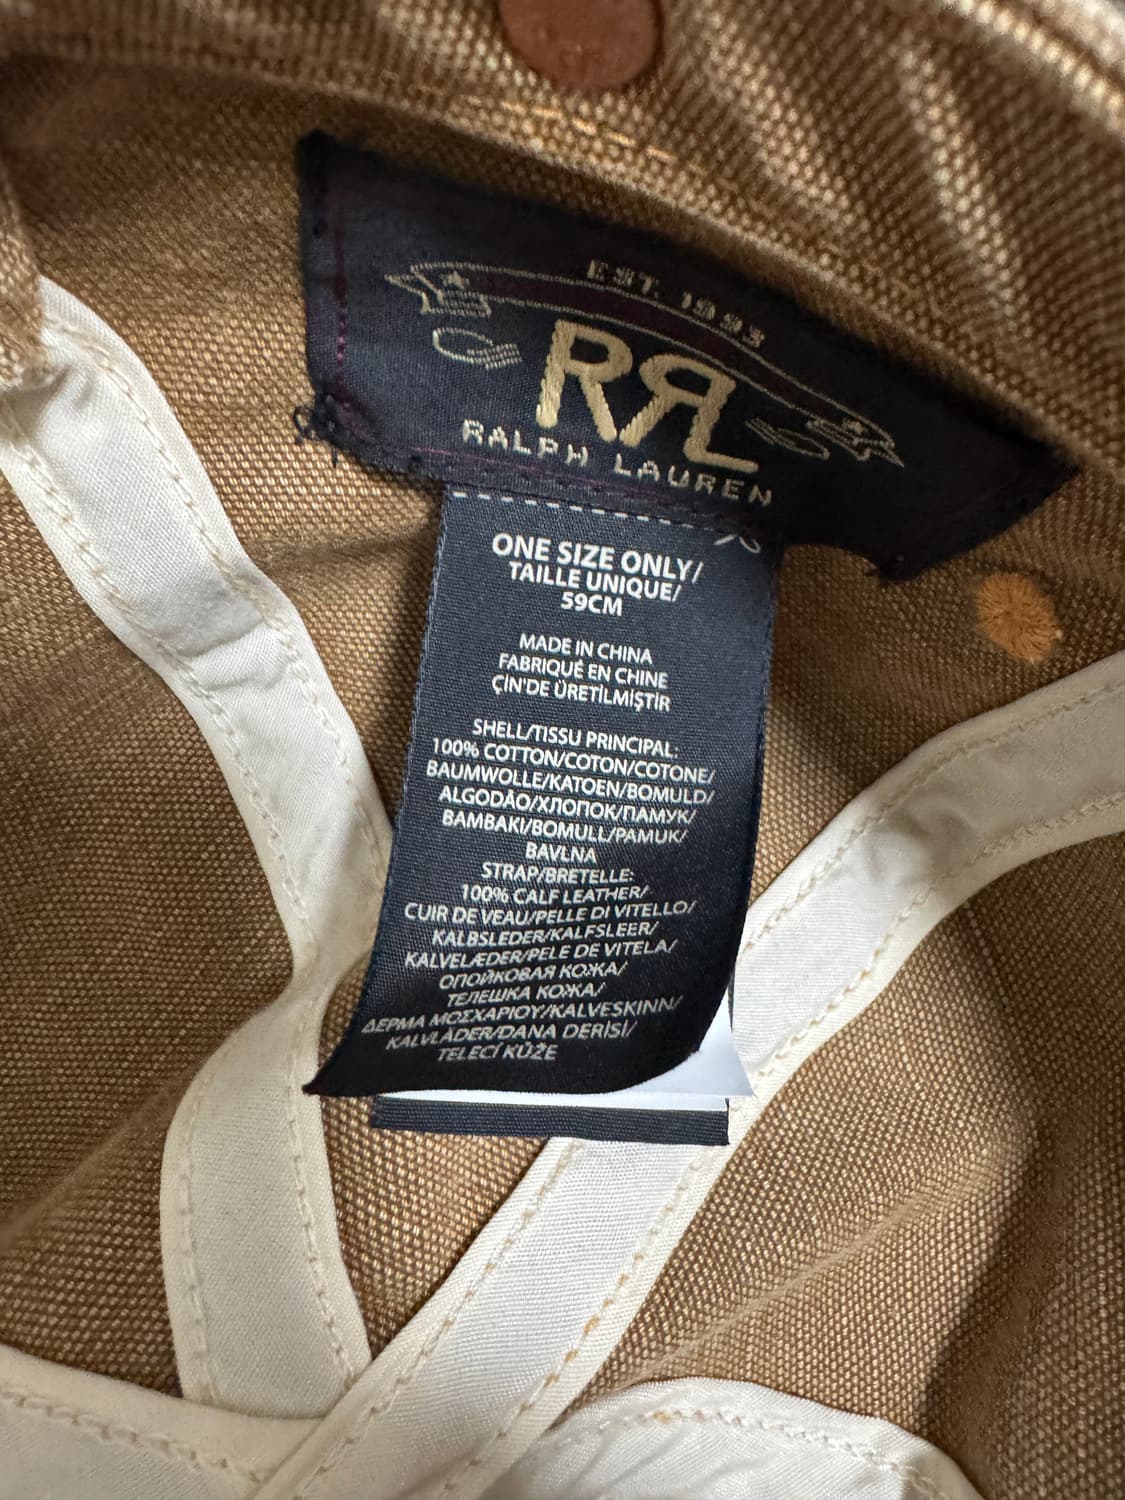 EST. 1993
RRL
RALPH LAUREN
ONE SIZE ONLY/
TAILLE UNIQUE/
59CM
MADE IN CHINA
FABRIQUÉ EN CHINE
ÇİN'DE ÜRETİLMİŞTİR
SHELL/TISSU PRINCIPAL:
100% COTTON/COTON/COTONE/
BAUMWOLLE/KATOEN/BOMULD/
ALGODÃO/ХЛОПОК/ПАМУК/
BAMBAKI/BOMULL/PAMUK/
BAVLNA
STRAP/BRETELLE:
100% CALF LEATHER/
CUIR DE VEAU/PELLE DI VITELLO/
KALBSLEDER/KALFSLEER/
KALVELÆDER/PELE DE VITELA/
ОПОЙКОВАЯ КОЖА/
ТЕЛЕШКА КОЖА/
ΔΕΡΜΑ ΜΟΣΧΑΡΙΟΥ/KALVESKINN/
KALVLÄDER/DANA DERİSİ/
TELECÍ KŮŽE